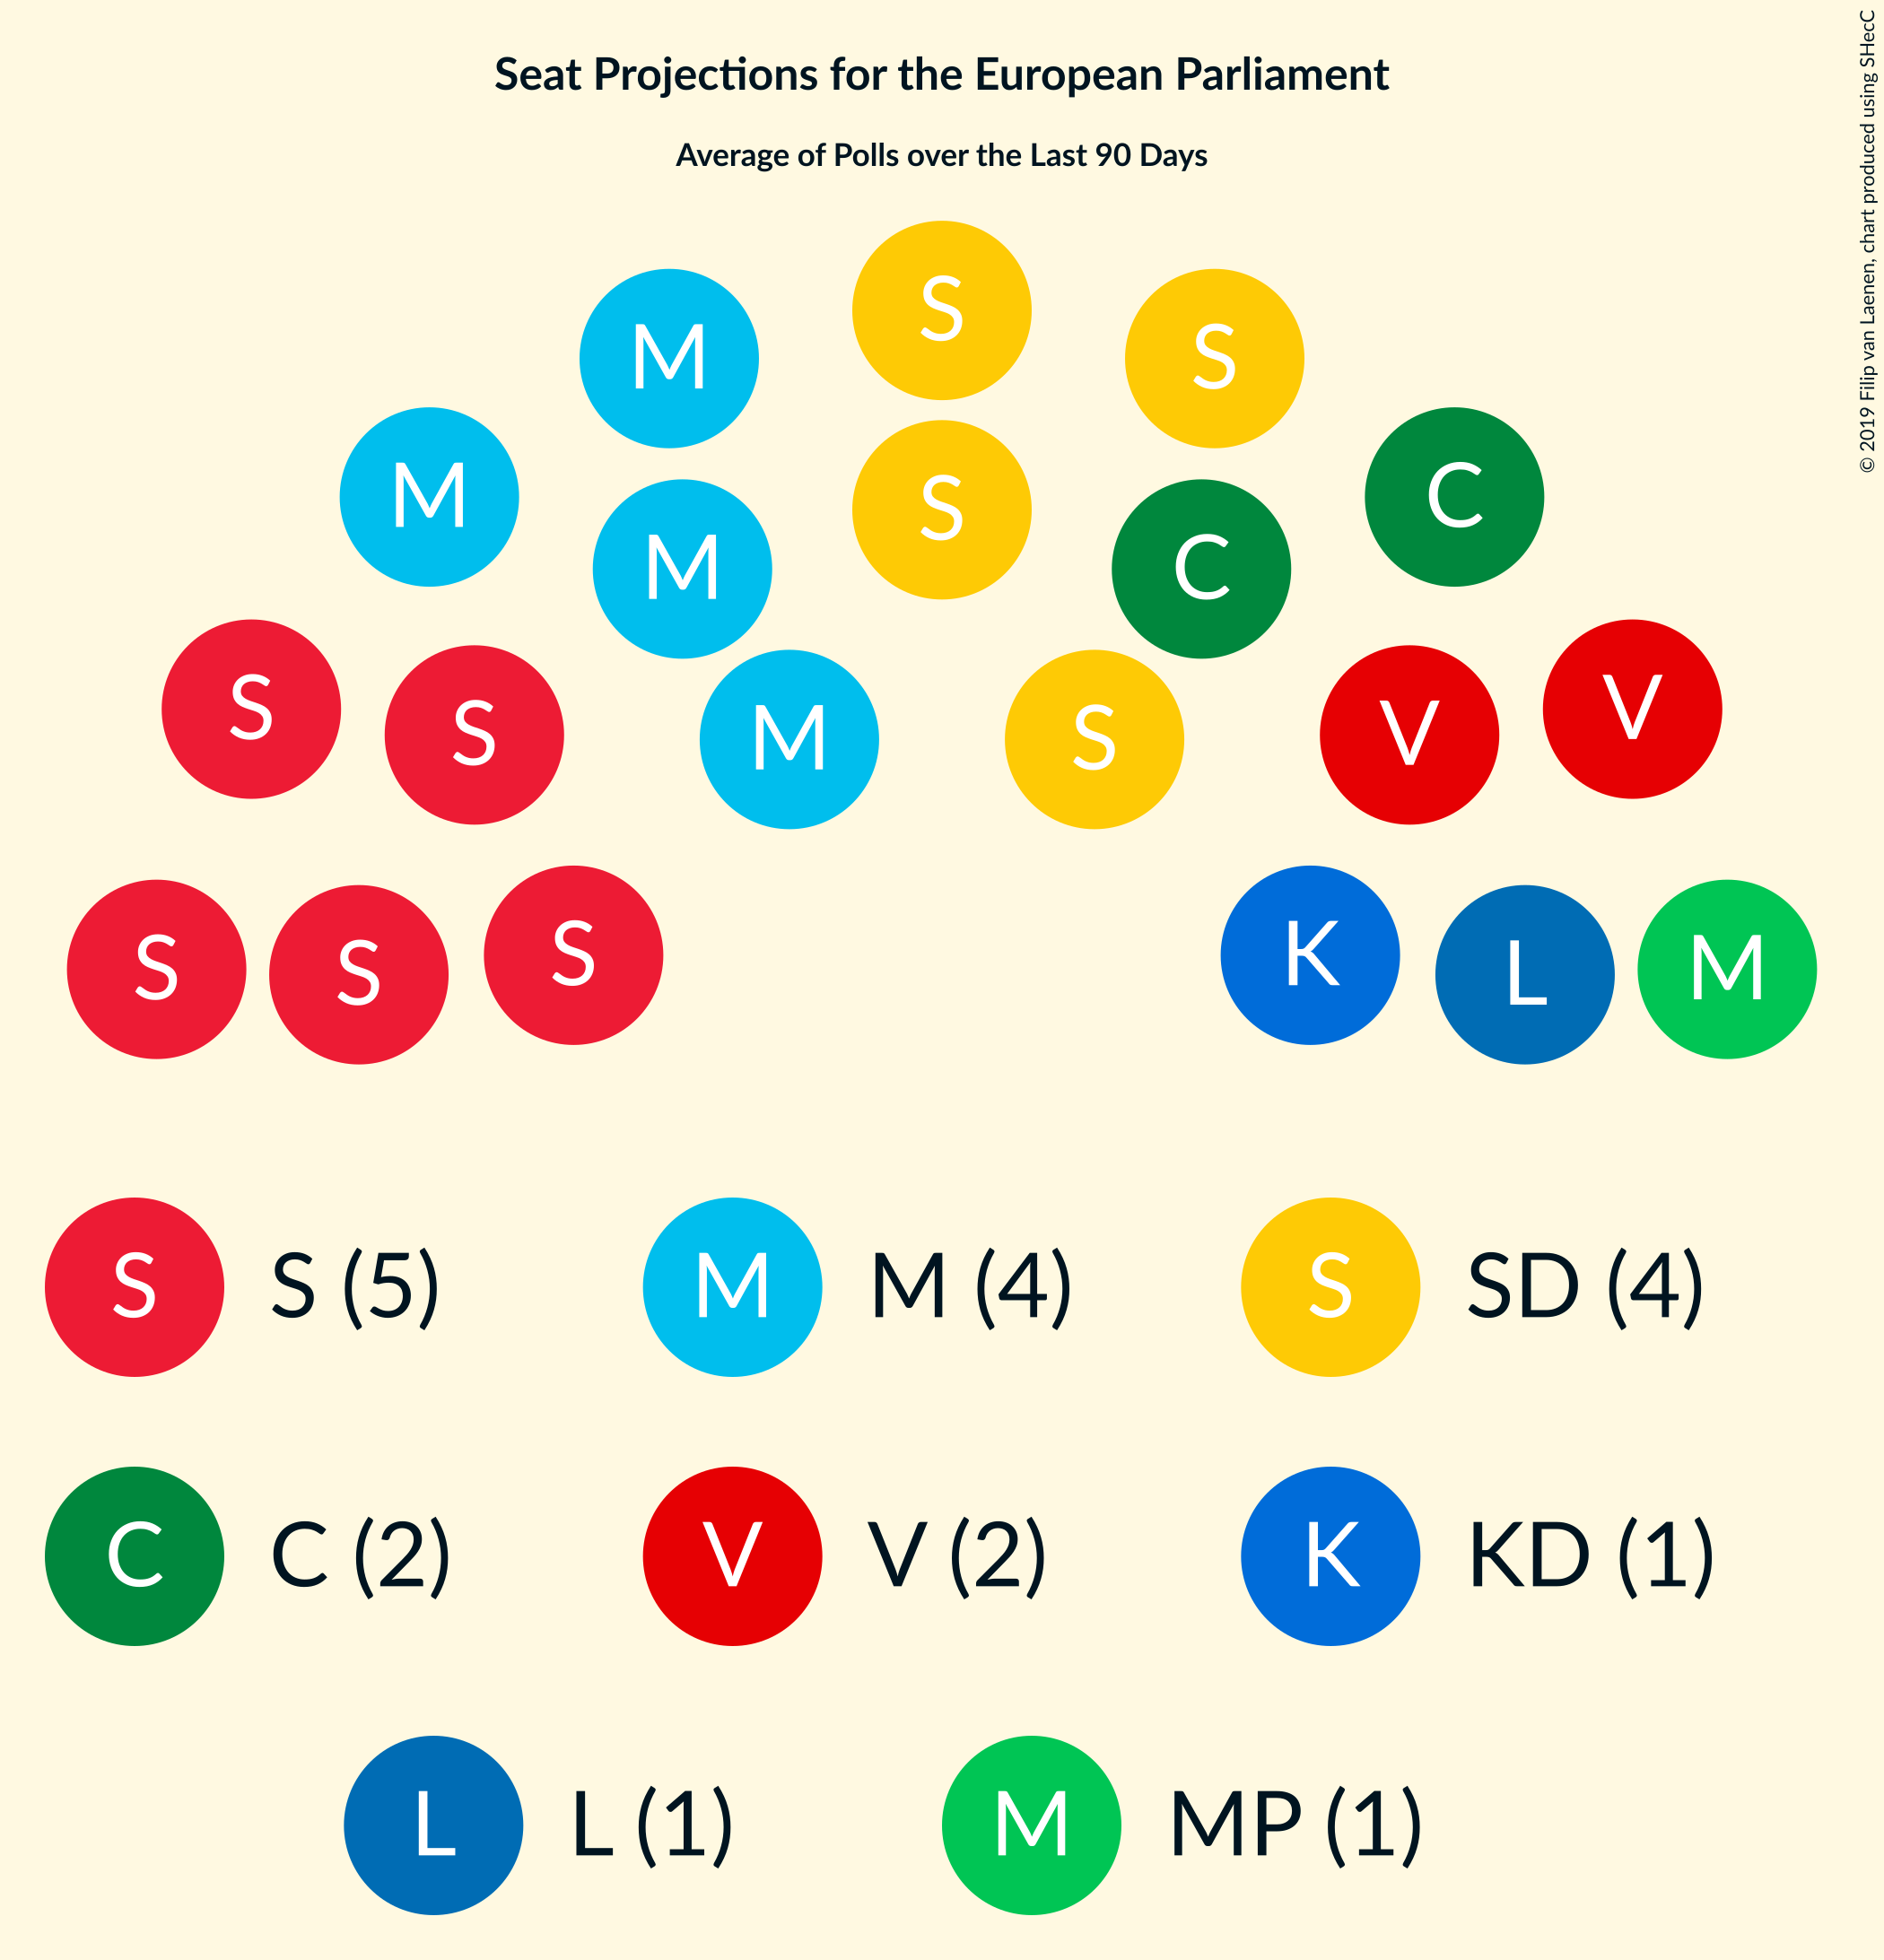 Seat Projections for the European Parliament
Average of Polls over the Last 90 Days
© 2019 Filip van Laenen, chart produced using SHecC
S
M
S
M
S
C
M
C
S
V
S
V
M
S
S
S
S
K
L
M
S S (5)
M M (4)
S SD (4)
C C (2)
V V (2)
K KD (1)
L L (1)
M MP (1)